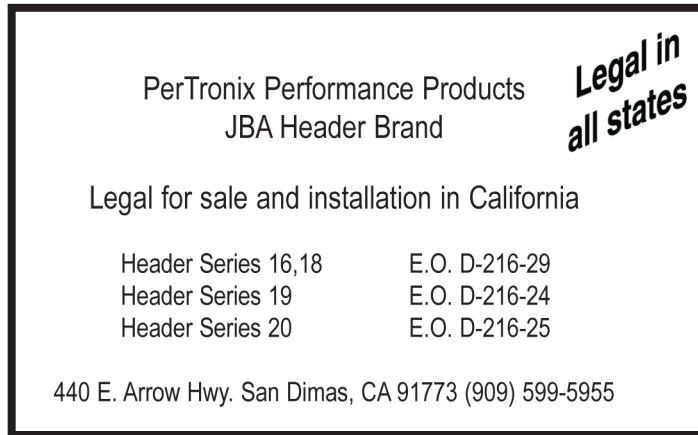 Legal in
all states
PerTronix Performance Products
JBA Header Brand
Legal for sale and installation in California
Header Series 16,18 E.O. D-216-29
Header Series 19 E.O. D-216-24
Header Series 20 E.O. D-216-25
440 E. Arrow Hwy. San Dimas, CA 91773 (909) 599-5955